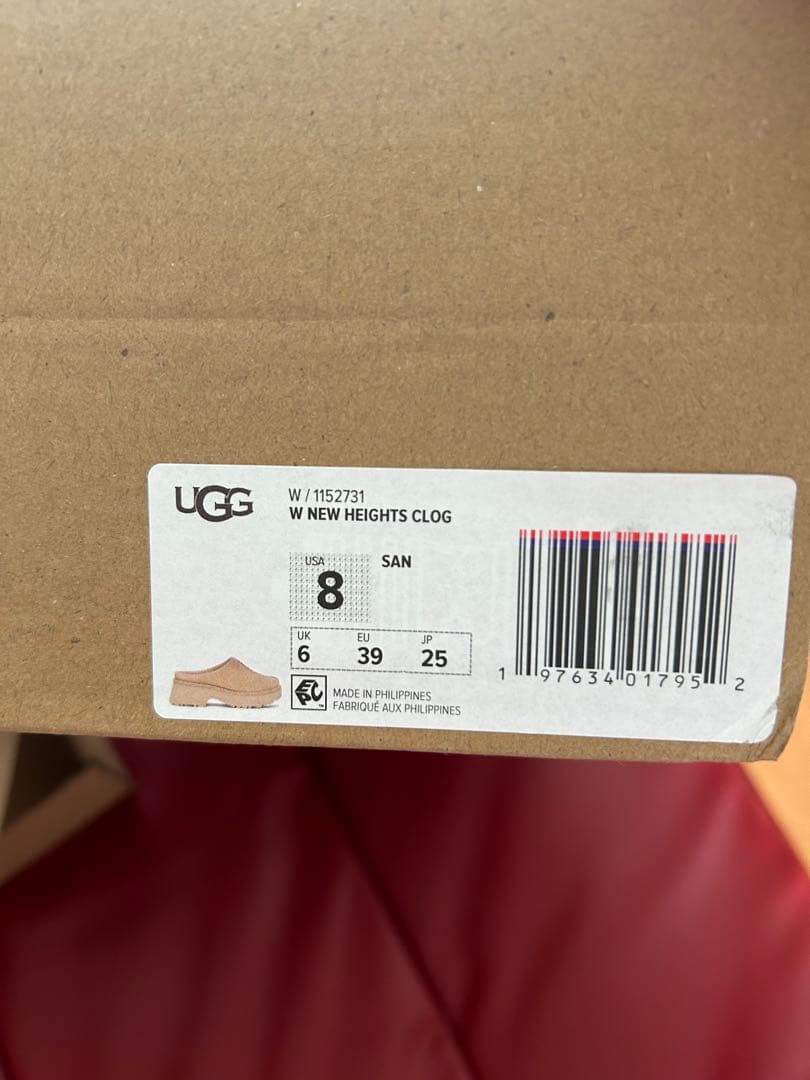 UGG
W / 1152731
W NEW HEIGHTS CLOG
USA
8
SAN
UK
6
EU
39
JP
25
EPC
MADE IN PHILIPPINES
FABRIQUÉ AUX PHILIPPINES
1 97634 01795 2